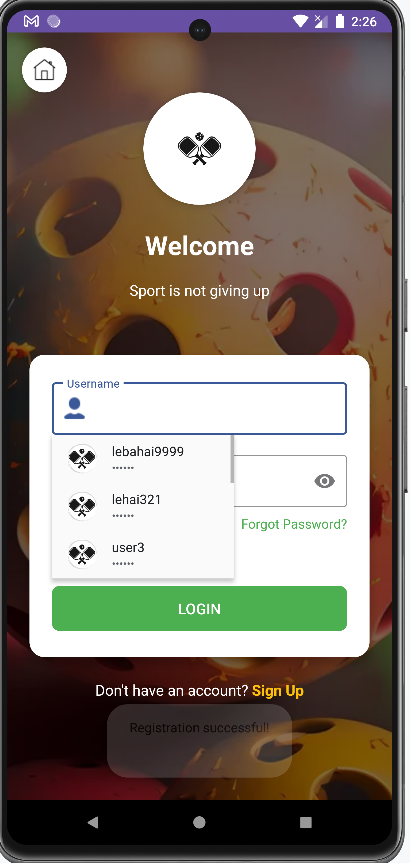 2:26
Welcome
Sport is not giving up
Username
lebahai9999
••••••
lehai321
••••••
user3
••••••
Forgot Password?
LOGIN
Don't have an account? Sign Up
Registration successful!